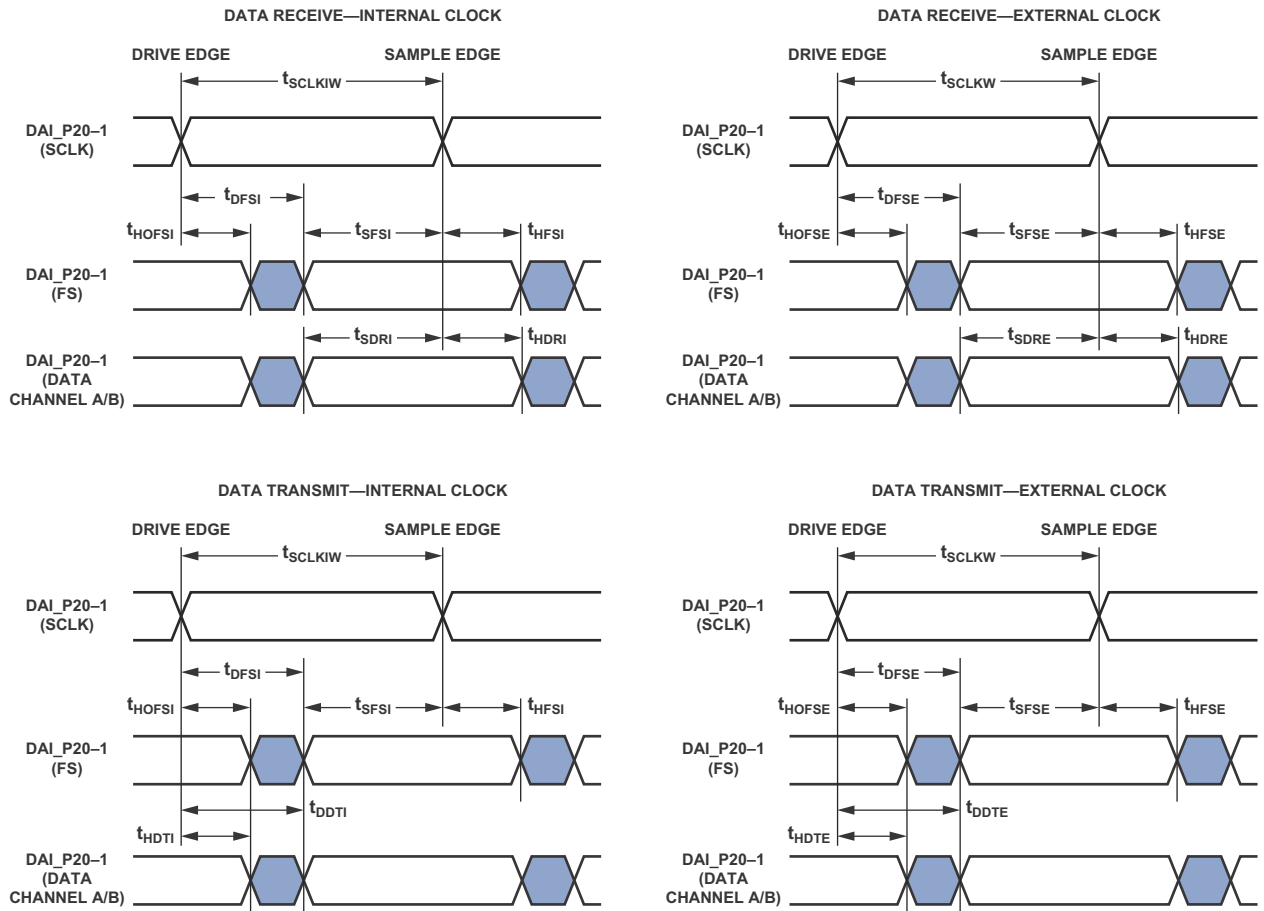 DATA RECEIVE—INTERNAL CLOCK
DRIVE EDGE
SAMPLE EDGE
tSCLKIW
DAI_P20–1
(SCLK)
tDFSI
tHOFSI
tSFSI
tHFSI
DAI_P20–1
(FS)
tSDRI
tHDRI
DAI_P20–1
(DATA
CHANNEL A/B)
DATA RECEIVE—EXTERNAL CLOCK
DRIVE EDGE
SAMPLE EDGE
tSCLKW
DAI_P20–1
(SCLK)
tDFSE
tHOFSE
tSFSE
tHFSE
DAI_P20–1
(FS)
tSDRE
tHDRE
DAI_P20–1
(DATA
CHANNEL A/B)
DATA TRANSMIT—INTERNAL CLOCK
DRIVE EDGE
SAMPLE EDGE
tSCLKIW
DAI_P20–1
(SCLK)
tDFSI
tHOFSI
tSFSI
tHFSI
DAI_P20–1
(FS)
tDDTI
tHDTI
DAI_P20–1
(DATA
CHANNEL A/B)
DATA TRANSMIT—EXTERNAL CLOCK
DRIVE EDGE
SAMPLE EDGE
tSCLKW
DAI_P20–1
(SCLK)
tDFSE
tHOFSE
tSFSE
tHFSE
DAI_P20–1
(FS)
tDDTE
tHDTE
DAI_P20–1
(DATA
CHANNEL A/B)